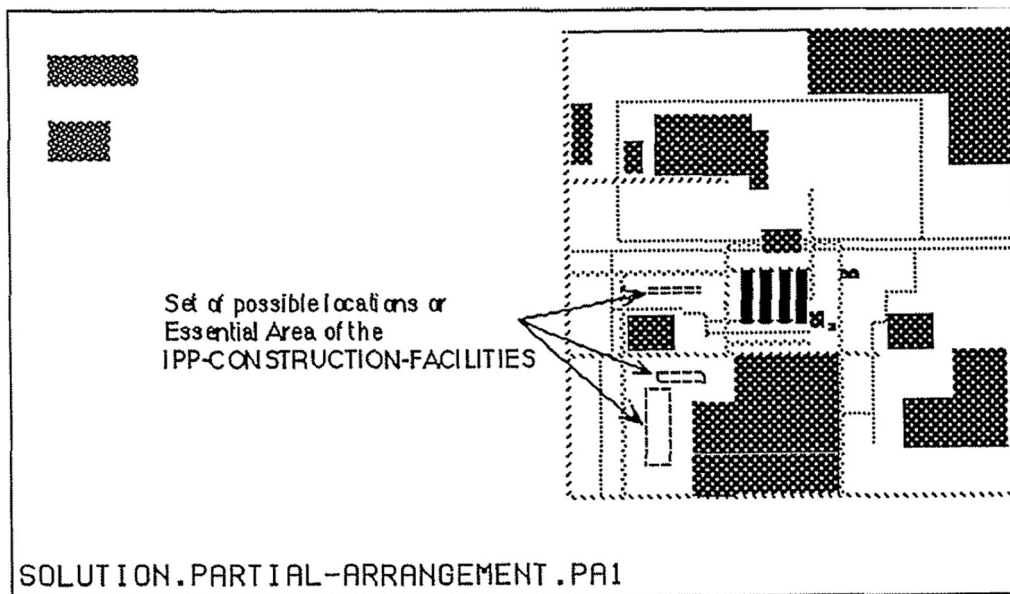 Set of possible locations or
Essential Area of the
IPP-CONSTRUCTION-FACILITIES
SOLUTION.PARTIAL-ARRANGEMENT.PA1